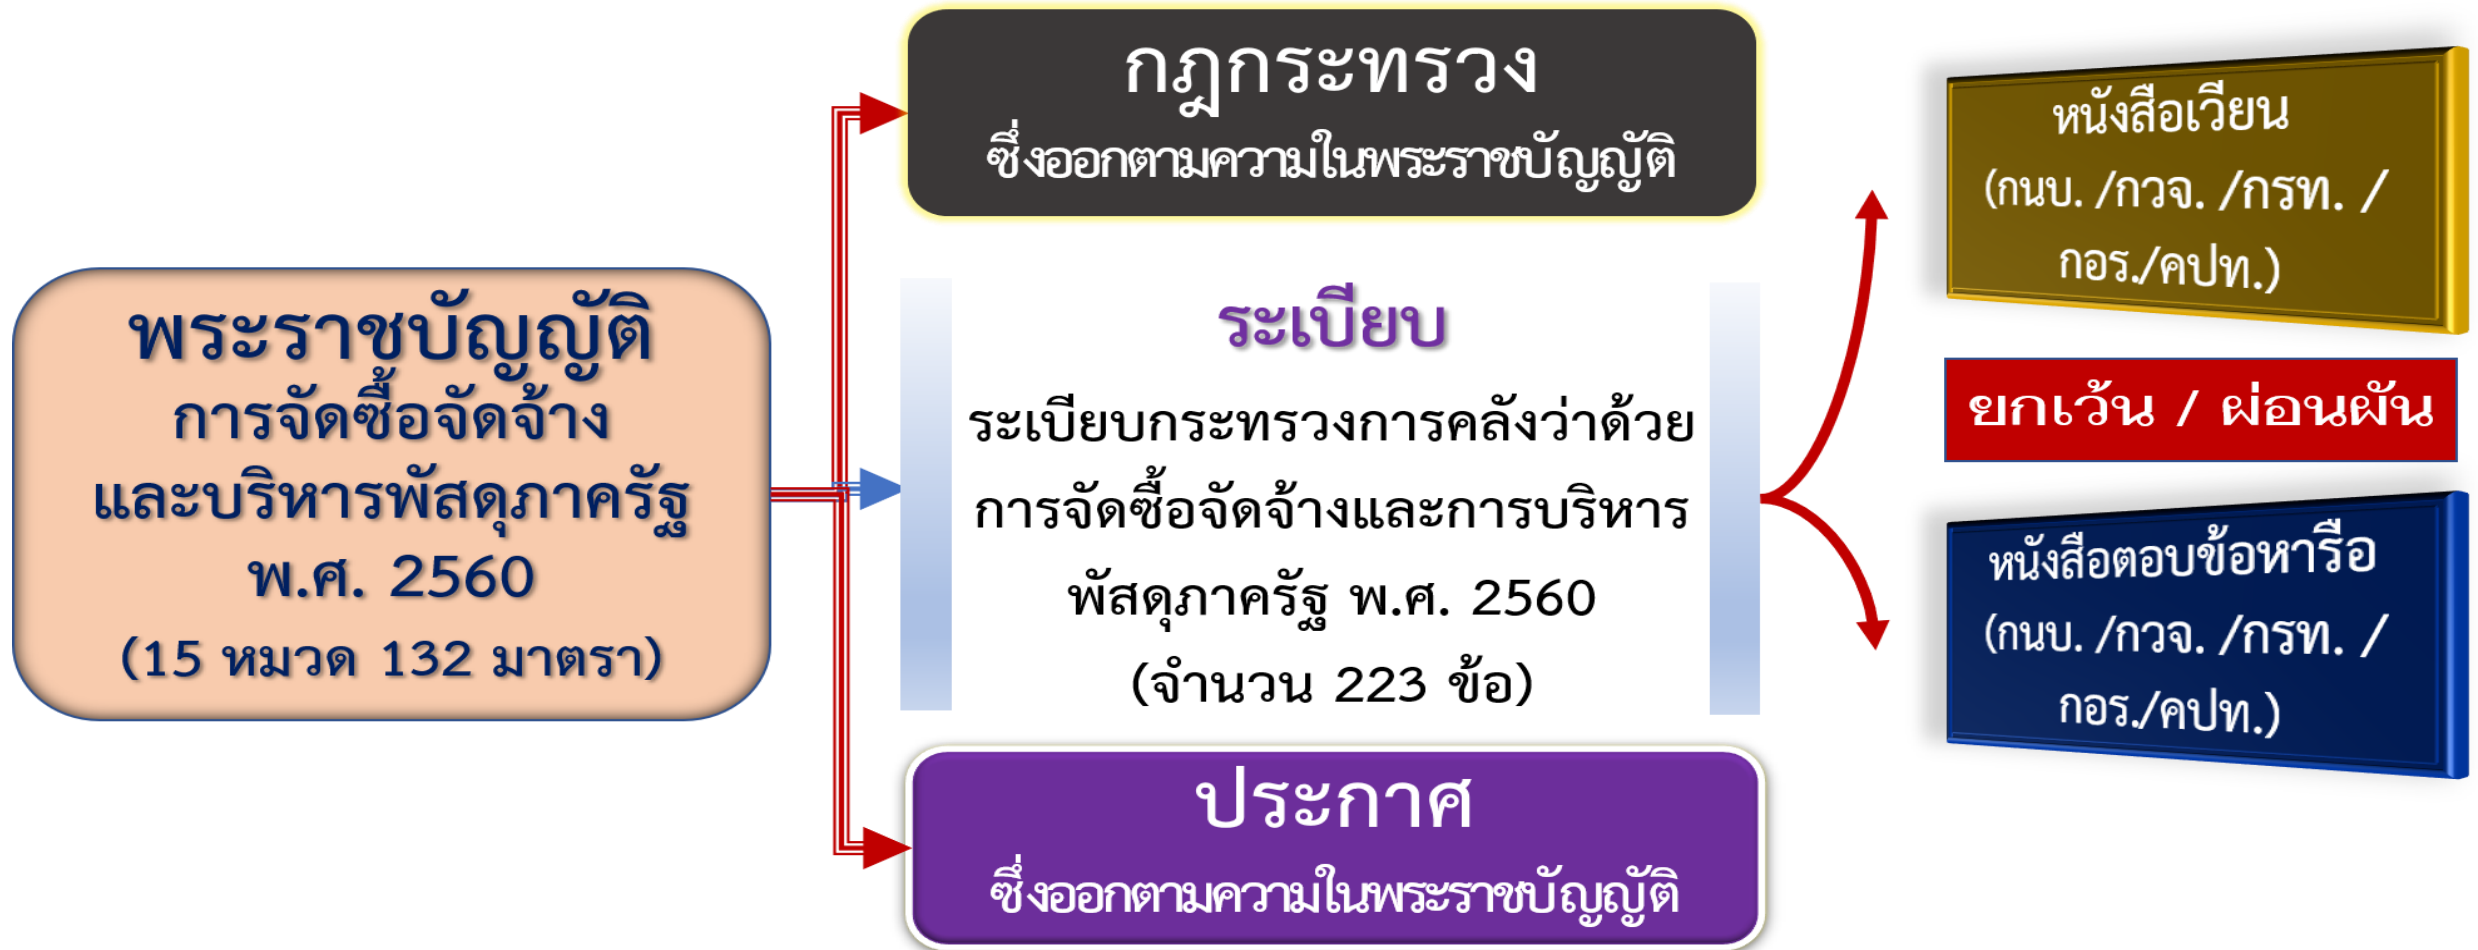 พระราชบัญญัติ
การจัดซื้อจัดจ้าง
และบริหารพัสดุภาครัฐ
พ.ศ. 2560
(15 หมวด 132 มาตรา)
กฎกระทรวง
ซึ่งออกตามความในพระราชบัญญัติ
ระเบียบ
ระเบียบกระทรวงการคลังว่าด้วย
การจัดซื้อจัดจ้างและการบริหาร
พัสดุภาครัฐ พ.ศ. 2560
(จำนวน 223 ข้อ)
ประกาศ
ซึ่งออกตามความในพระราชบัญญัติ
หนังสือเวียน
(กนบ. /กวจ. /กรท. /
กอร./คปท.)
ยกเว้น / ผ่อนผัน
หนังสือตอบข้อหารือ
(กนบ. /กวจ. /กรท. /
กอร./คปท.)